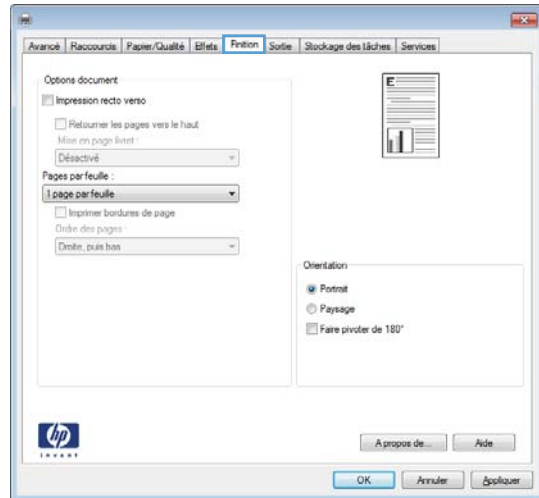 Avancé Raccourcis Papier/Qualité Effets Finition Sortie Stockage des tâches Services
Options document
Impression recto verso
Retourner les pages vers le haut
Mise en page livret :
Désactivé
Pages par feuille :
1 page par feuille
Imprimer bordures de page
Ordre des pages :
Droite, puis bas
E
Orientation
Portrait
Paysage
Faire pivoter de 180°
hp
invent
A propos de...
Aide
OK
Annuler
Appliquer